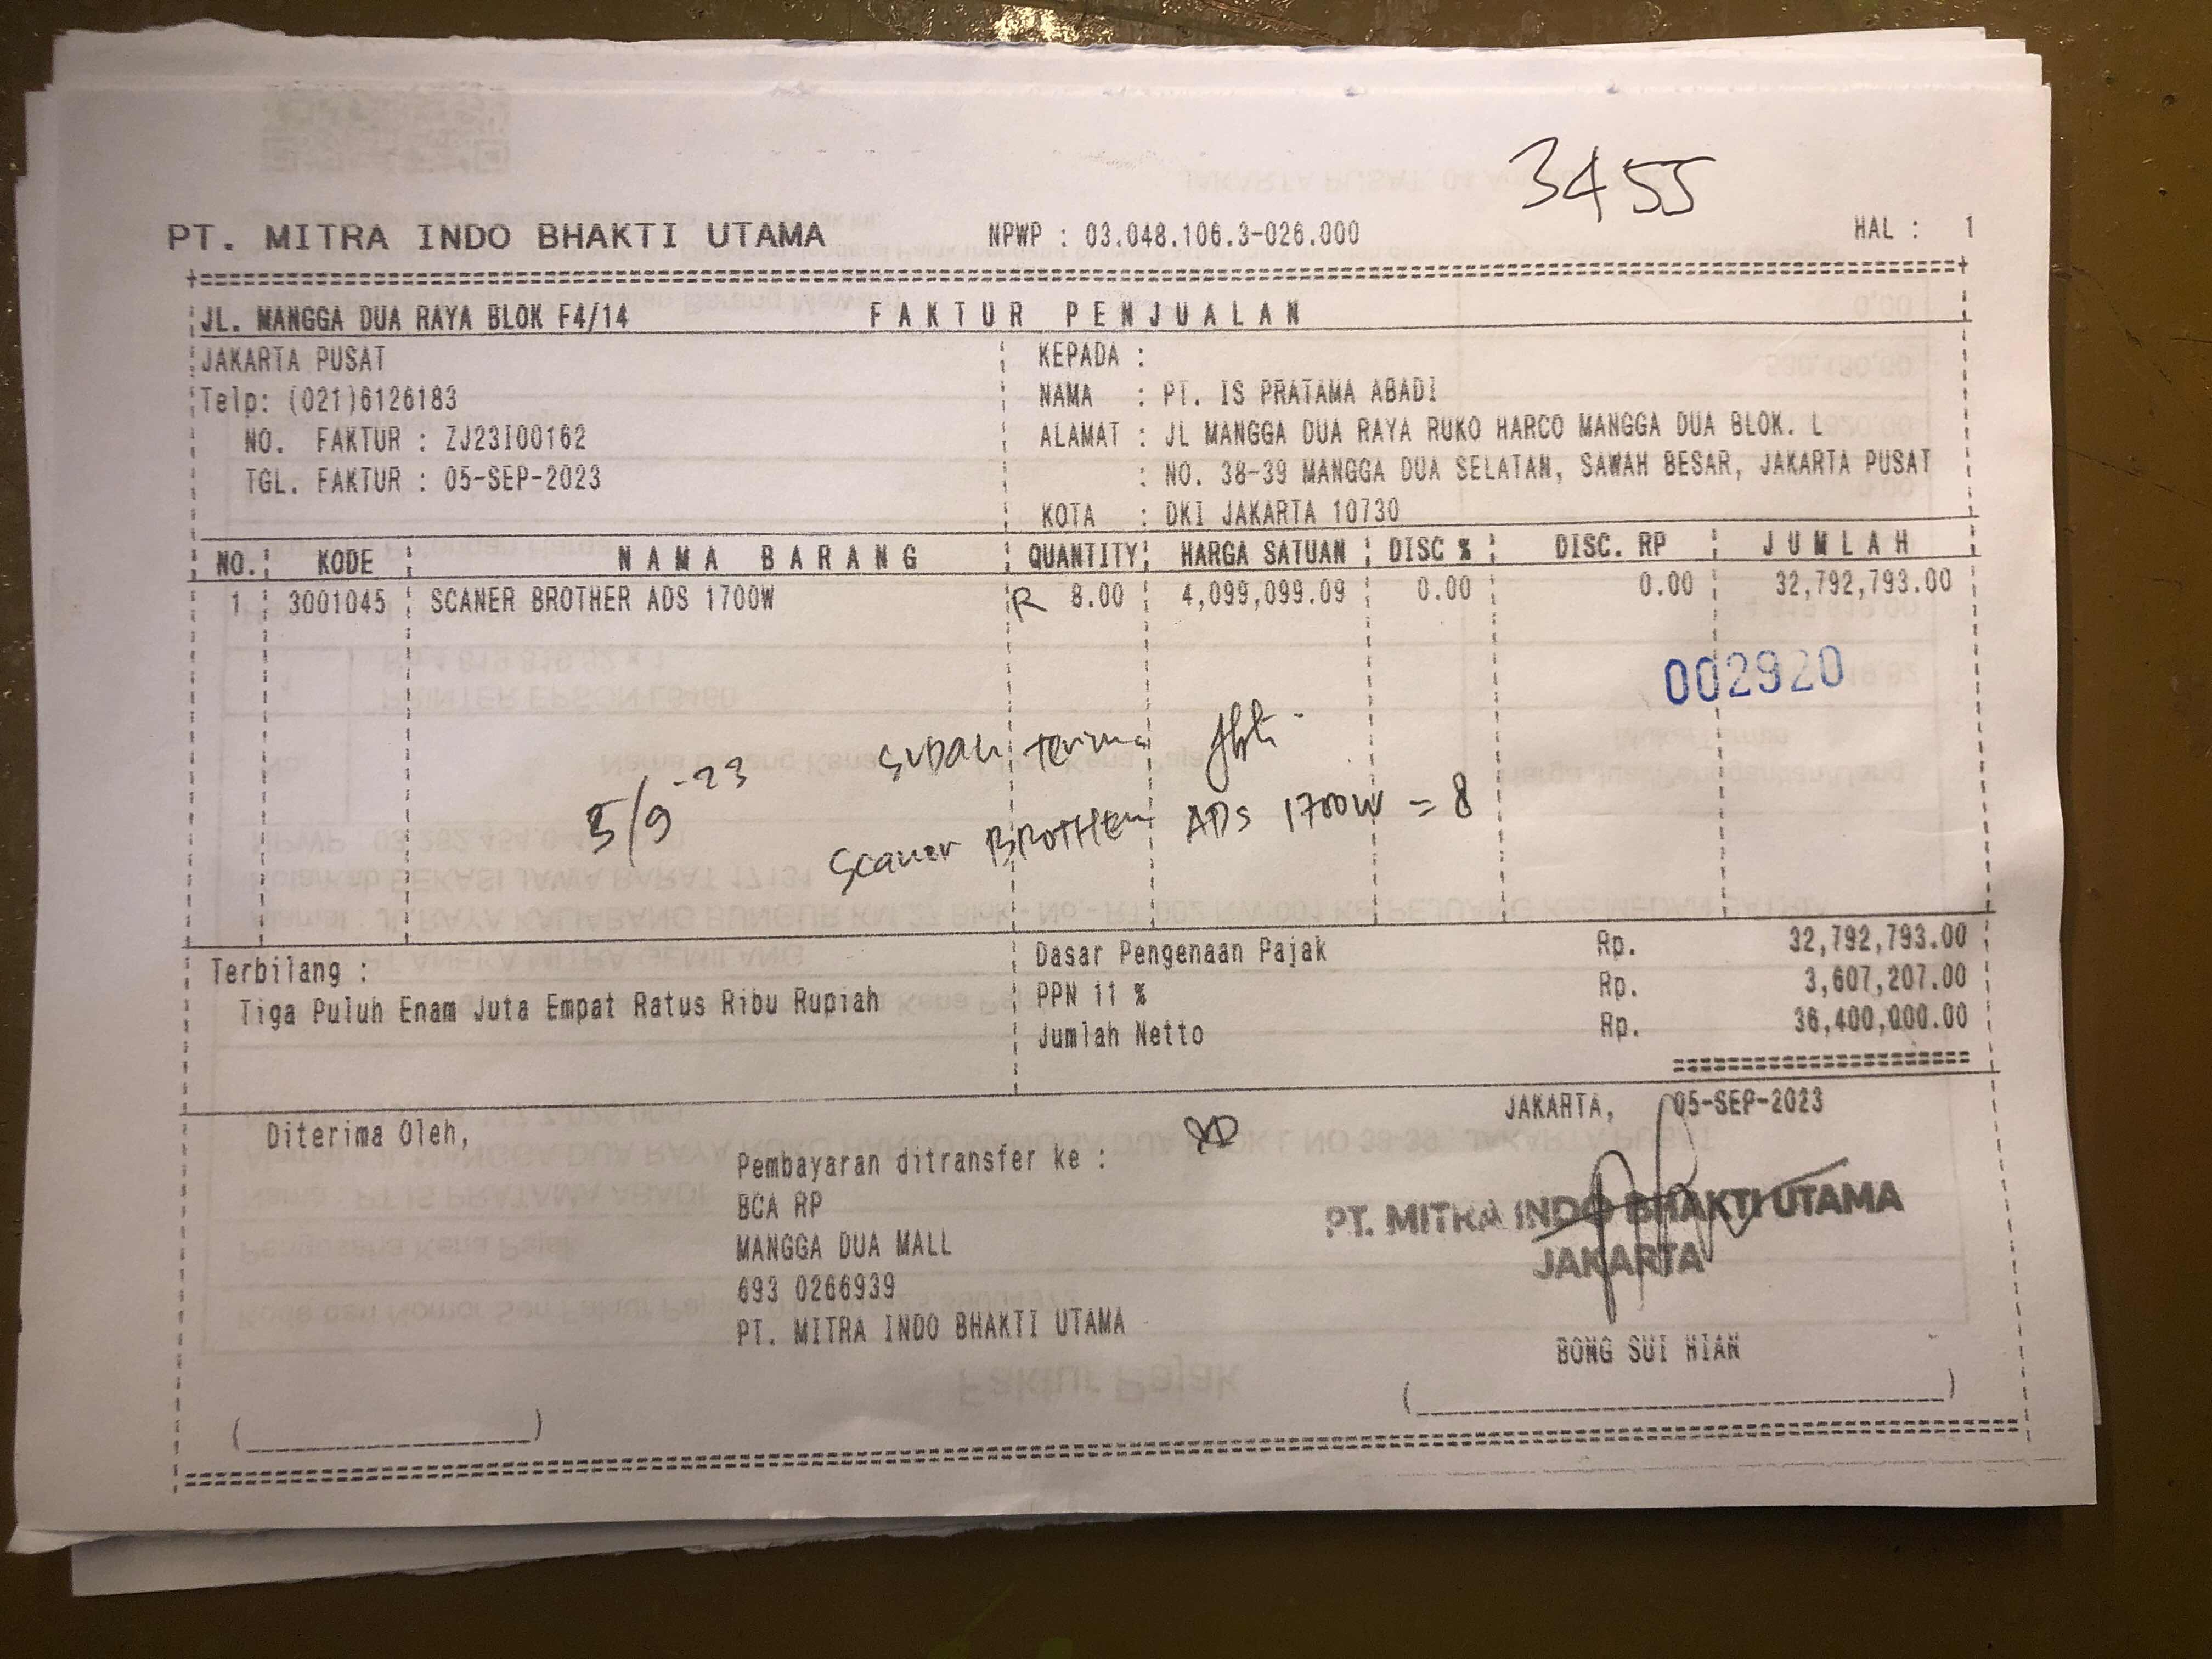 3455
PT. MITRA INDO BHAKTI UTAMA NPWP : 03.048.106.3-026.000 HAL : 1
JL. MANGGA DUA RAYA BLOK F4/14 FAKTUR PENJUALAN
JAKARTA PUSAT
Telp: (021)6126183
NO. FAKTUR : ZJ23I00162
TGL. FAKTUR : 05-SEP-2023
KEPADA :
NAMA : PT. IS PRATAMA ABADI
ALAMAT : JL MANGGA DUA RAYA RUKO HARCO MANGGA DUA BLOK. L
: NO. 38-39 MANGGA DUA SELATAN, SAWAH BESAR, JAKARTA PUSAT
KOTA : DKI JAKARTA 10730
NO. KODE NAMA BARANG QUANTITY HARGA SATUAN DISC % DISC. RP JUMLAH
1 3001045 SCANER BROTHER ADS 1700W R 8.00 4,099,099.09 0.00 0.00 32,792,793.00
002920
5/9-23 SUDAH Terima
Scaner BROTHER ADS 1700W = 8
Terbilang :
Tiga Puluh Enam Juta Empat Ratus Ribu Rupiah
Dasar Pengenaan Pajak Rp. 32,792,793.00
PPN 11 % Rp. 3,607,207.00
Jumlah Netto Rp. 36,400,000.00
JAKARTA, 05-SEP-2023
Diterima Oleh,
Pembayaran ditransfer ke :
BCA RP
MANGGA DUA MALL
693 0266939
PT. MITRA INDO BHAKTI UTAMA
PT. MITRA INDO BHAKTI UTAMA
JAKARTA
BONG SUI HIAN